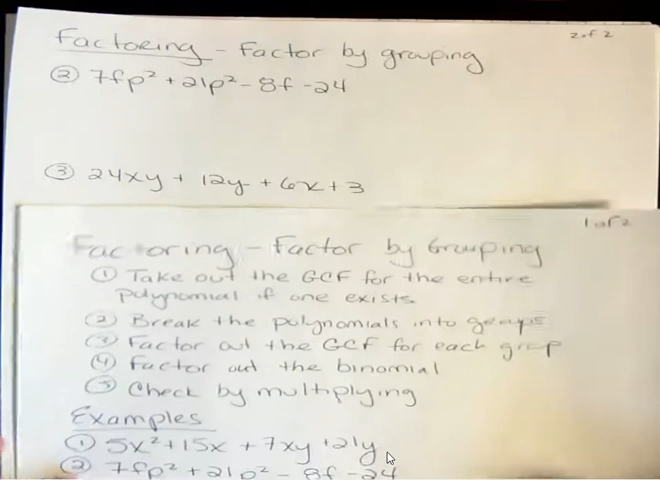 Factoring - Factor by grouping
2 of 2
② 7fp² + 21p² - 8f - 24
③ 24xy + 12y + 6x + 3
1 of 2
Factoring - Factor by Grouping
① Take out the GCF for the entire
polynomial if one exists
② Break the polynomials into groups
③ Factor out the GCF for each group
④ Factor out the binomial
⑤ Check by multiplying
Examples
① 5x² + 15x + 7xy + 21y
② 7fp² + 21p² - 8f - 24